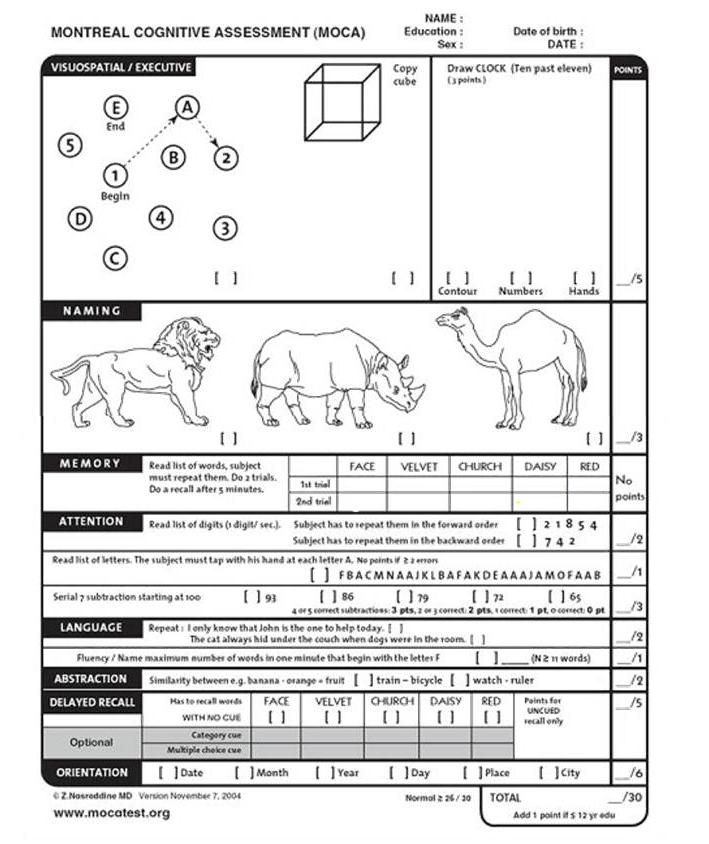 MONTREAL COGNITIVE ASSESSMENT (MOCA)
NAME :
Education :
Sex :
Date of birth :
DATE :
VISUOSPATIAL / EXECUTIVE
Copy
cube
Draw CLOCK (Ten past eleven)
(3 points)
POINTS
E
End
A
5
B
2
1
Begin
D
4
3
C
[ ]
[ ]
[ ] [ ] [ ]
Contour Numbers Hands
__/5
NAMING
[ ] [ ] [ ]
__/3
MEMORY
Read list of words, subject
must repeat them. Do 2 trials.
Do a recall after 5 minutes.
FACE VELVET CHURCH DAISY RED
1st trial
2nd trial
No
points
ATTENTION
Read list of digits (1 digit/ sec.).
Subject has to repeat them in the forward order [ ] 2 1 8 5 4
Subject has to repeat them in the backward order [ ] 7 4 2
__/2
Read list of letters. The subject must tap with his hand at each letter A. No points if ≥ 2 errors
[ ] F B A C M N A A J K L B A F A K D E A A A J A M O F A A B
__/1
Serial 7 subtraction starting at 100 [ ] 93 [ ] 86 [ ] 79 [ ] 72 [ ] 65
4 or 5 correct subtractions: 3 pts, 2 or 3 correct: 2 pts, 1 correct: 1 pt, 0 correct: 0 pt
__/3
LANGUAGE
Repeat : I only know that John is the one to help today. [ ]
The cat always hid under the couch when dogs were in the room. [ ]
__/2
Fluency / Name maximum number of words in one minute that begin with the letter F [ ] ____ (N ≥ 11 words)
__/1
ABSTRACTION
Similarity between e.g. banana - orange = fruit [ ] train – bicycle [ ] watch - ruler
__/2
DELAYED RECALL
Has to recall words
WITH NO CUE
FACE VELVET CHURCH DAISY RED
[ ] [ ] [ ] [ ] [ ]
Points for
UNCUED
recall only
__/5
Optional
Category cue
Multiple choice cue
ORIENTATION
[ ] Date [ ] Month [ ] Year [ ] Day [ ] Place [ ] City
__/6
© Z.Nasreddine MD Version November 7, 2004
www.mocatest.org
Normal ≥ 26 / 30
TOTAL
__/30
Add 1 point if ≤ 12 yr edu